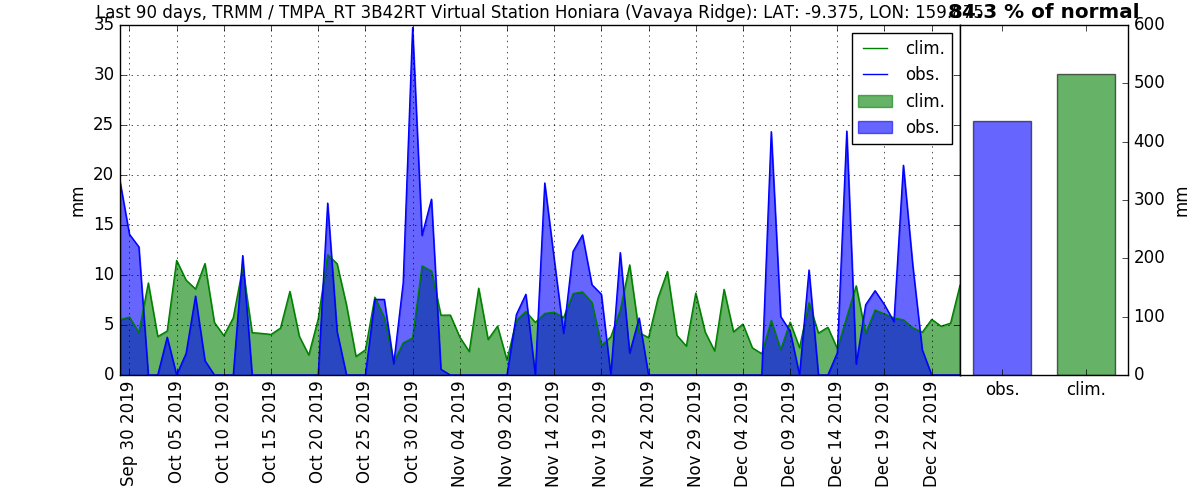 Last 90 days, TRMM / TMPA_RT 3B42RT Virtual Station Honiara (Vavaya Ridge): LAT: -9.375, LON:
84.3 % of normal
35
30
25
20
15
10
5
0
mm
clim.
obs.
clim.
obs.
Sep 30 2019
Oct 05 2019
Oct 10 2019
Oct 15 2019
Oct 20 2019
Oct 25 2019
Oct 30 2019
Nov 04 2019
Nov 09 2019
Nov 14 2019
Nov 19 2019
Nov 24 2019
Nov 29 2019
Dec 04 2019
Dec 09 2019
Dec 14 2019
Dec 19 2019
Dec 24 2019
600
500
400
300
200
100
0
mm
obs. clim.